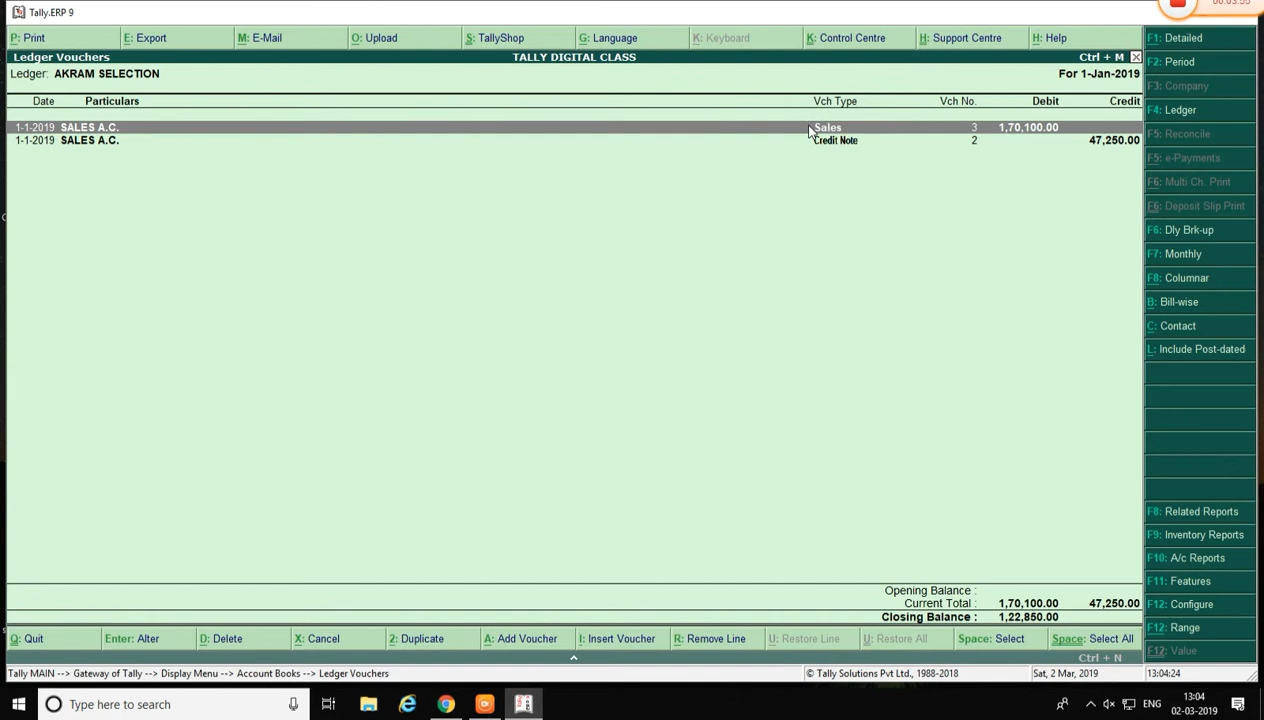 Tally.ERP 9
00:03:55
P: Print E: Export M: E-Mail O: Upload S: TallyShop G: Language K: Keyboard K: Control Centre H: Support Centre H: Help
Ledger Vouchers TALLY DIGITAL CLASS Ctrl + M
Ledger: AKRAM SELECTION For 1-Jan-2019
Date Particulars Vch Type Vch No. Debit Credit
1-1-2019 SALES A.C. Sales 3 1,70,100.00
1-1-2019 SALES A.C. Credit Note 2 47,250.00
Opening Balance :
Current Total : 1,70,100.00 47,250.00
Closing Balance : 1,22,850.00
F1: Detailed
F2: Period
F3: Company
F4: Ledger
F5: Reconcile
F5: e-Payments
F6: Multi Ch. Print
F6: Deposit Slip Print
F6: Dly Brk-up
F7: Monthly
F8: Columnar
B: Bill-wise
C: Contact
L: Include Post-dated
F8: Related Reports
F9: Inventory Reports
F10: A/c Reports
F11: Features
F12: Configure
F12: Range
F12: Value
Q: Quit Enter: Alter D: Delete X: Cancel 2: Duplicate A: Add Voucher I: Insert Voucher R: Remove Line U: Restore Line U: Restore All Space: Select Space: Select All
Ctrl + N
Tally MAIN --> Gateway of Tally --> Display Menu --> Account Books --> Ledger Vouchers © Tally Solutions Pvt Ltd., 1988-2018 Sat, 2 Mar, 2019 13:04:24
Type here to search ENG 13:04
02-03-2019